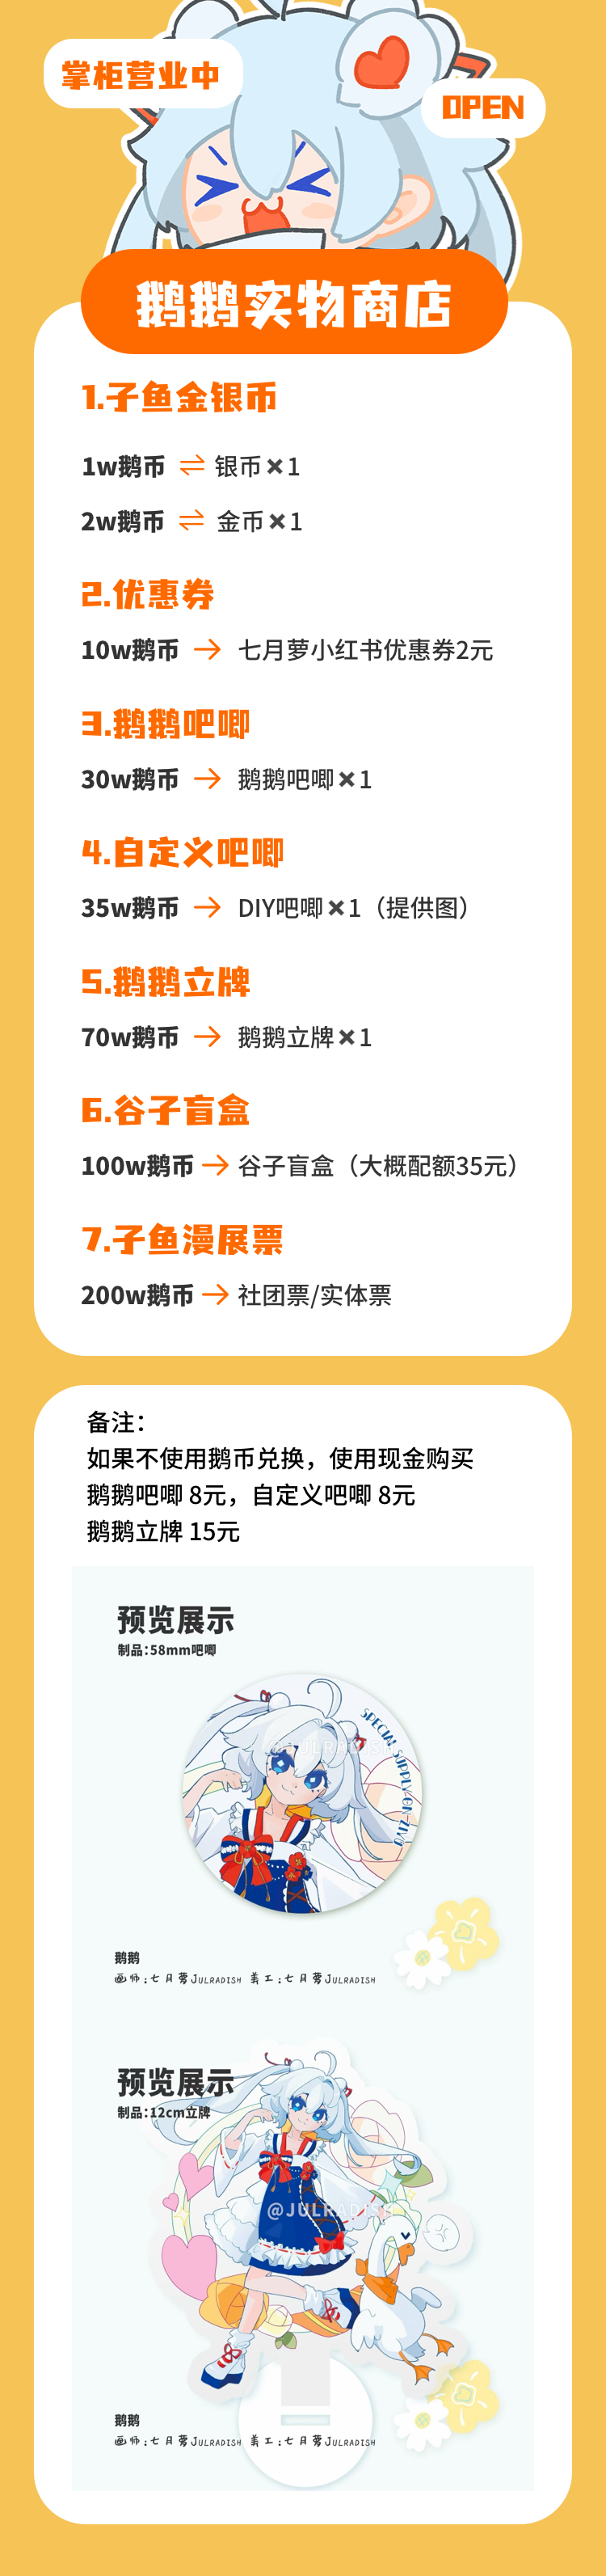 掌柜营业中
OPEN
鹅鹅实物商店
1.子鱼金银币
1w鹅币 ⇌ 银币×1
2w鹅币 ⇌ 金币×1
2.优惠券
10w鹅币 → 七月萝小红书优惠券2元
3.鹅鹅吧唧
30w鹅币 → 鹅鹅吧唧×1
4.自定义吧唧
35w鹅币 → DIY吧唧×1（提供图）
5.鹅鹅立牌
70w鹅币 → 鹅鹅立牌×1
6.谷子盲盒
100w鹅币 → 谷子盲盒（大概配额35元）
7.子鱼漫展票
200w鹅币 → 社团票/实体票
备注：
如果不使用鹅币兑换，使用现金购买
鹅鹅吧唧 8元，自定义吧唧 8元
鹅鹅立牌 15元
预览展示
制品：58mm吧唧
@JULRADISH
SPECIAL SUPPLY·CN·ZIYU
鹅鹅
画师：七月萝JULRADISH 美工：七月萝JULRADISH
预览展示
制品：12cm立牌
@JULRADISH
鹅鹅
画师：七月萝JULRADISH 美工：七月萝JULRADISH